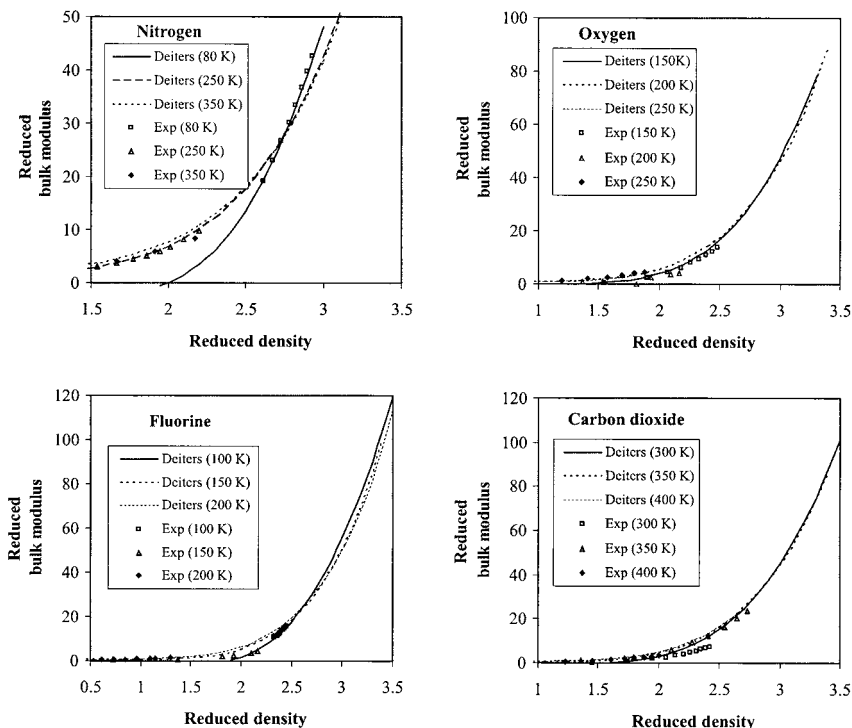 Nitrogen
Deiters (80 K)
Deiters (250 K)
Deiters (350 K)
Exp (80 K)
Exp (250 K)
Exp (350 K)
50
40
30
20
10
0
1.5
2
2.5
3
3.5
Reduced density
Reduced
bulk modulus
Oxygen
Deiters (150K)
Deiters (200 K)
Deiters (250 K)
Exp (150 K)
Exp (200 K)
Exp (250 K)
100
80
60
40
20
0
1
1.5
2
2.5
3
3.5
Reduced density
Reduced
bulk modulus
Fluorine
Deiters (100 K)
Deiters (150 K)
Deiters (200 K)
Exp (100 K)
Exp (150 K)
Exp (200 K)
120
100
80
60
40
20
0
0.5
1
1.5
2
2.5
3
3.5
Reduced density
Reduced
bulk modulus
Carbon dioxide
Deiters (300 K)
Deiters (350 K)
Deiters (400 K)
Exp (300 K)
Exp (350 K)
Exp (400 K)
120
100
80
60
40
20
0
1
1.5
2
2.5
3
3.5
Reduced density
Reduced
bulk modulus